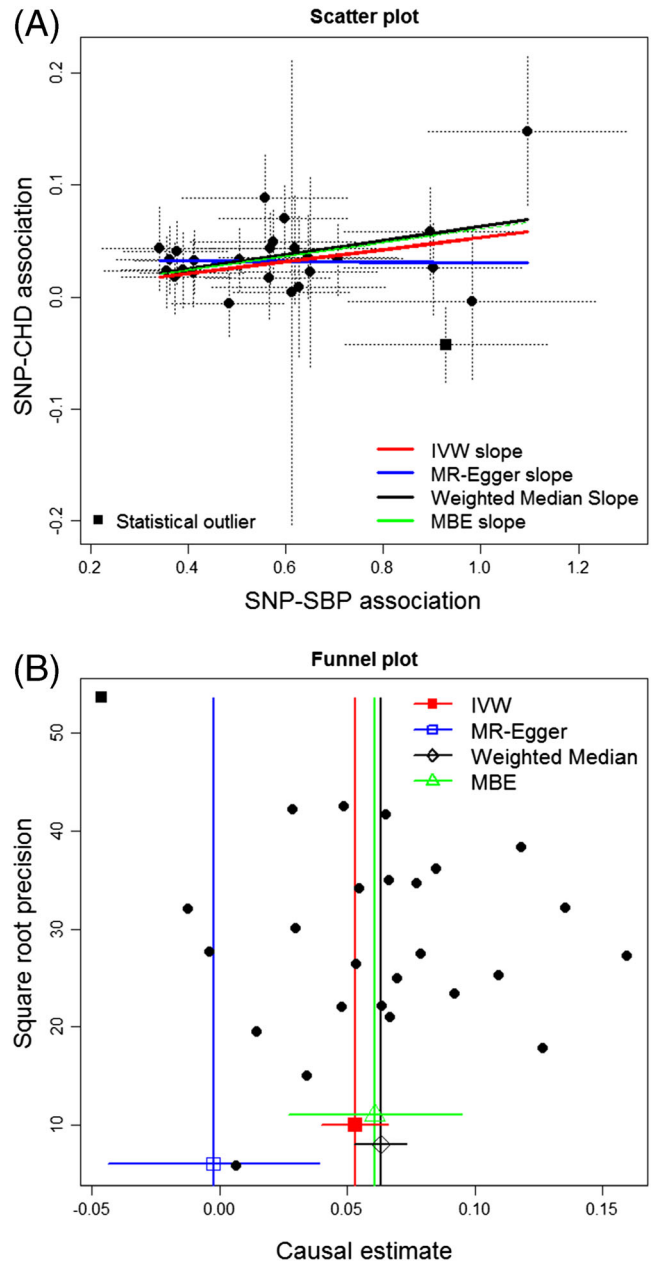 (A)
Scatter plot
SNP-CHD association
0.2
0.1
0.0
-0.1
-0.2
IVW slope
MR-Egger slope
Weighted Median Slope
MBE slope
Statistical outlier
0.2 0.4 0.6 0.8 1.0 1.2
SNP-SBP association
(B)
Funnel plot
Square root precision
50
40
30
20
10
IVW
MR-Egger
Weighted Median
MBE
-0.05 0.00 0.05 0.10 0.15
Causal estimate